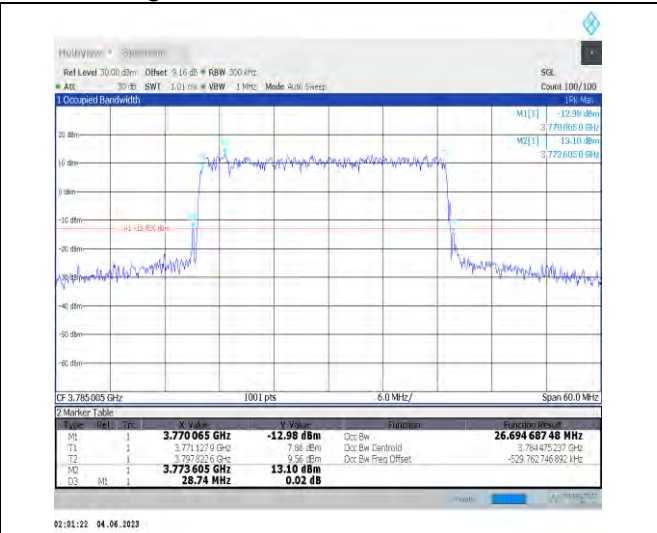 MultiView Spectrum
Ref Level 30.00 dBm Offset 9.16 dB RBW 300 kHz SGL
Att 30 dB SWT 1.01 ms VBW 1 MHz Mode Auto Sweep Count 100/100
1 Occupied Bandwidth 1Pk Max
M1[1] -12.98 dBm
3.770 065 0 GHz
M2[1] 13.10 dBm
3.773 605 0 GHz
20 dBm
10 dBm
0 dBm
-10 dBm
-20 dBm
-30 dBm
-40 dBm
-50 dBm
-60 dBm
CF 3.785 005 GHz 1001 pts 6.0 MHz/ Span 60.0 MHz
2 Marker Table
Type Ref Trc X Value Y Value Function Function Result
M1 1 3.770 065 GHz -12.98 dBm Occ Bw 26.694 687 48 MHz
T1 1 3.771 127 9 GHz 7.86 dBm Occ Bw Centroid 3.784 475 237 GHz
T2 1 3.797 822 6 GHz 9.56 dBm Occ Bw Freq Offset -529.762 746 892 kHz
M2 1 3.773 605 GHz 13.10 dBm
D3 M1 1 28.74 MHz 0.02 dB
02:01:22 04.06.2023